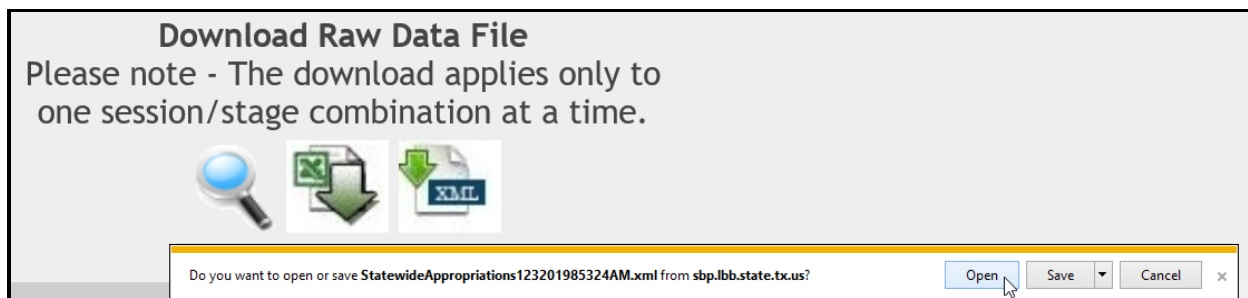 Download Raw Data File
Please note - The download applies only to
one session/stage combination at a time.
XML
Do you want to open or save StatewideAppropriations123201985324AM.xml from sbp.lbb.state.tx.us? Open Save Cancel